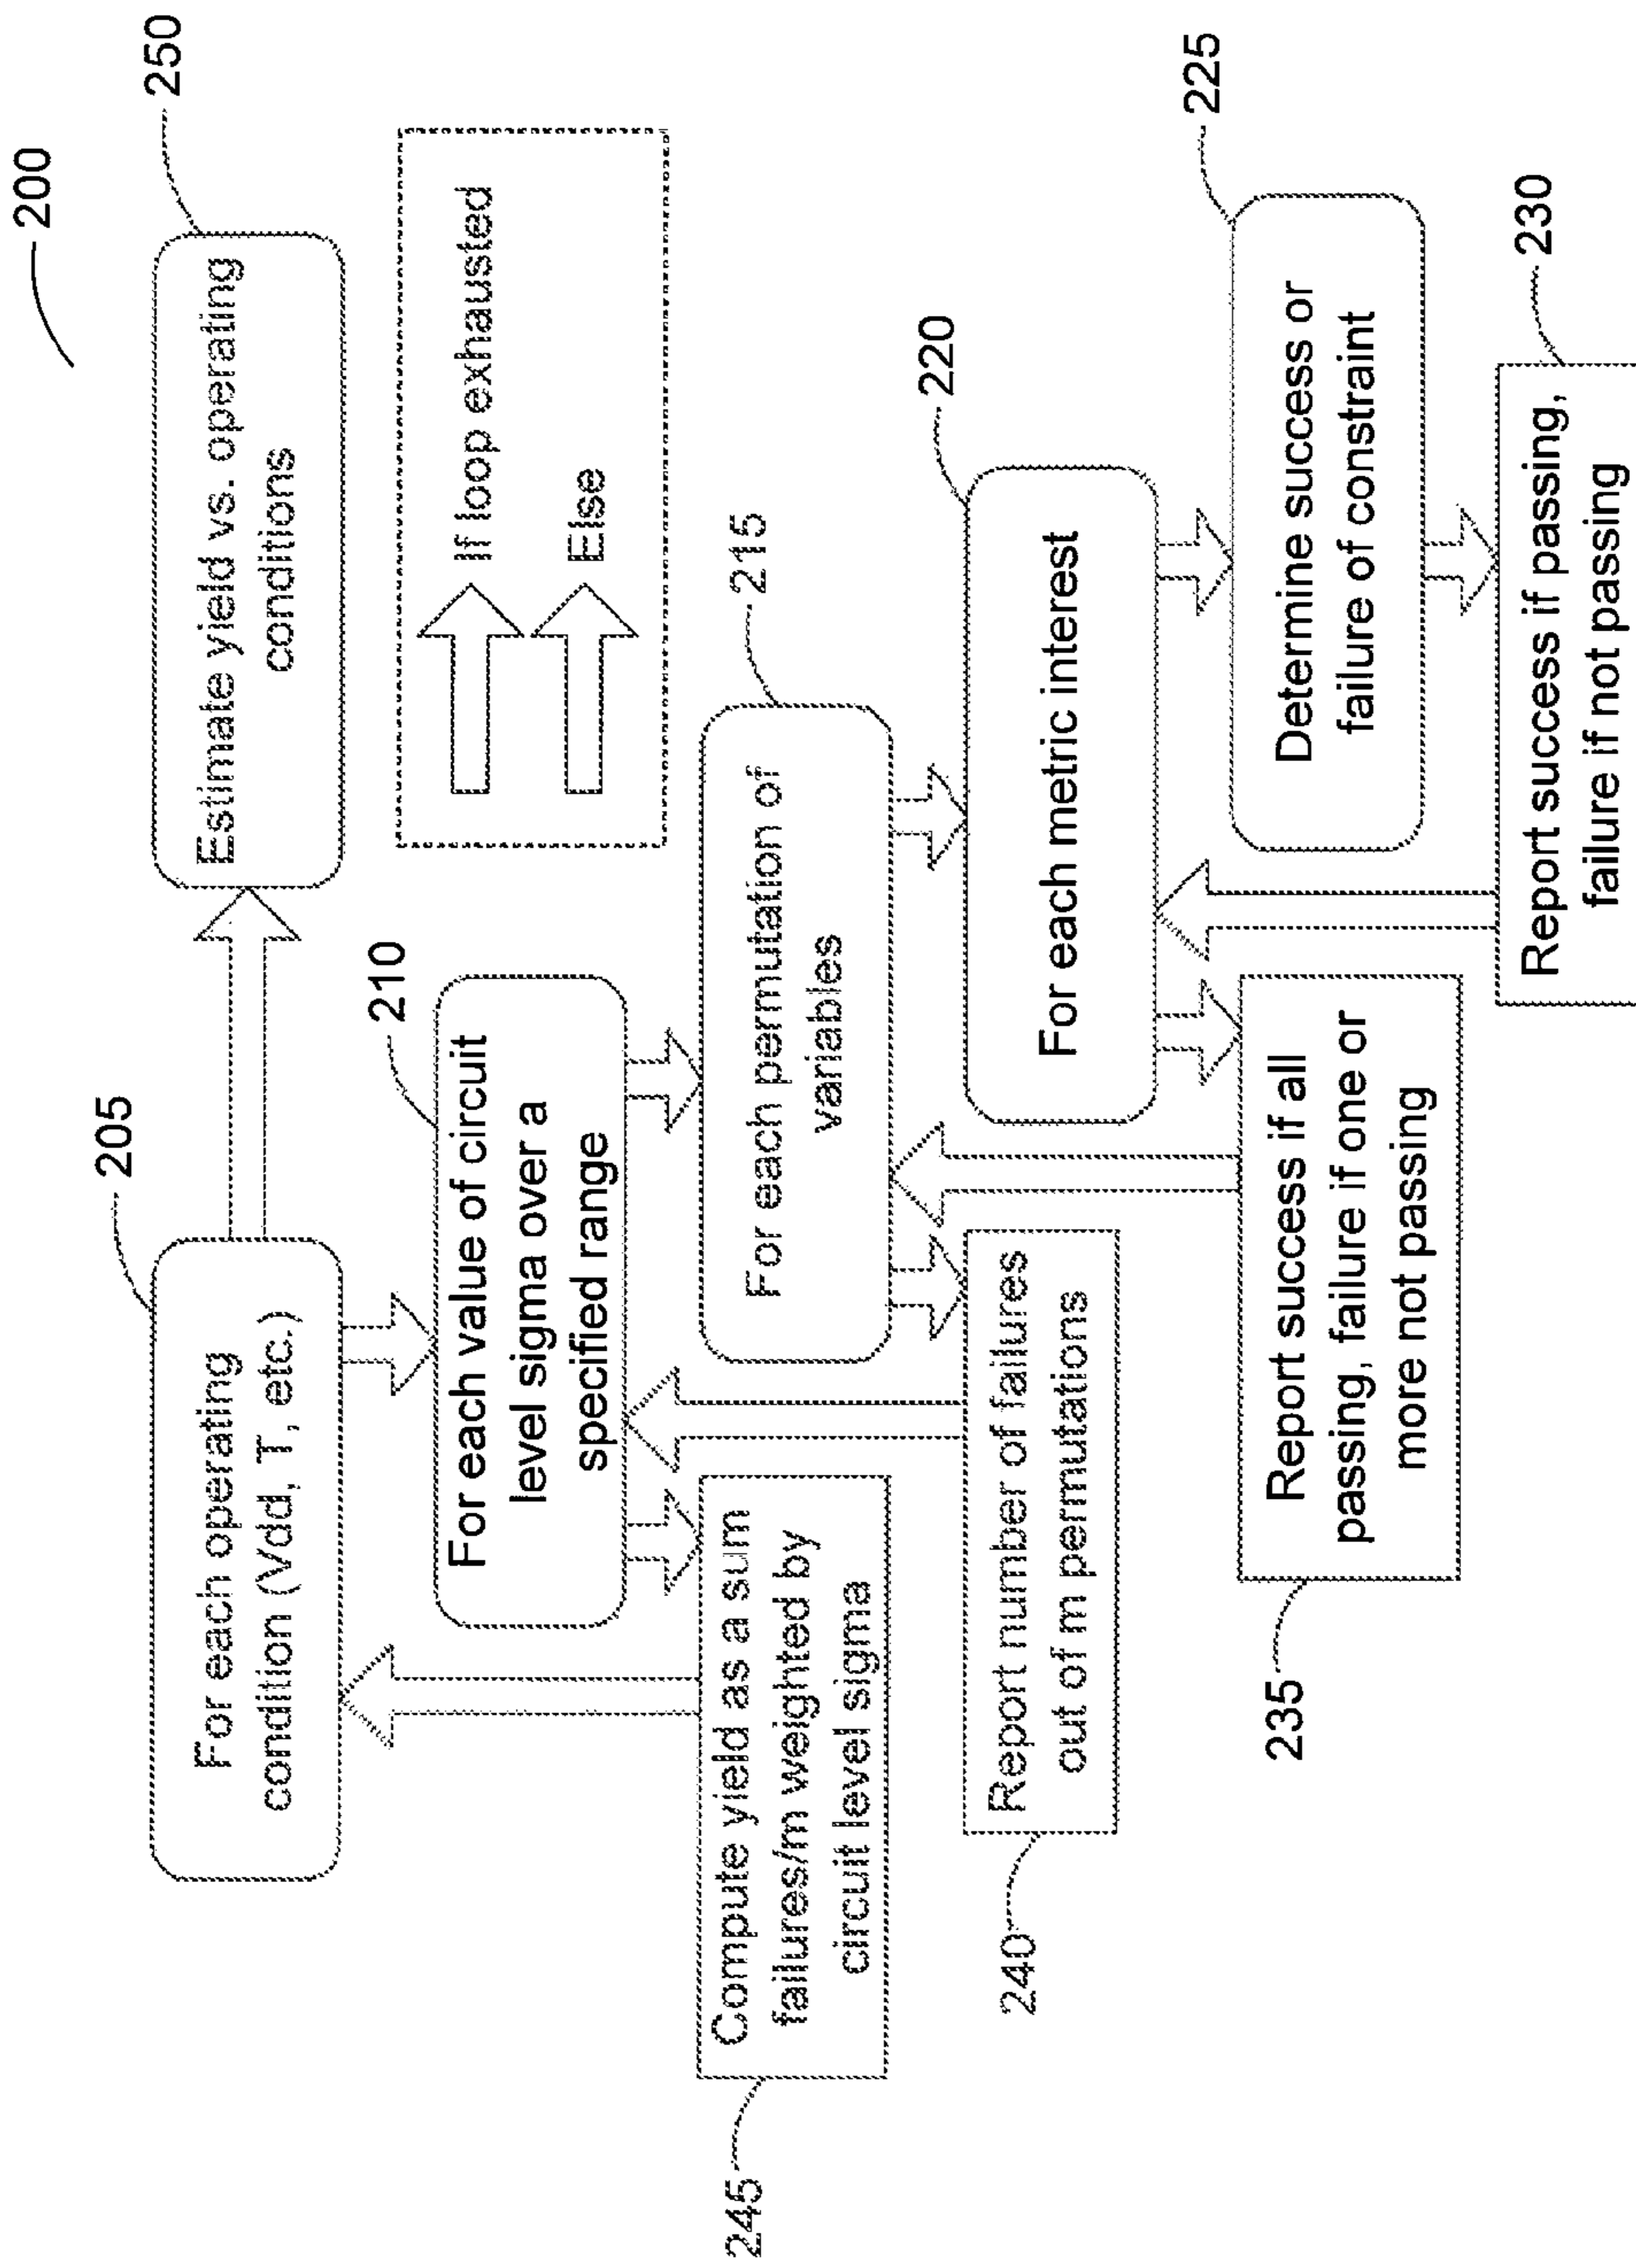 200
205
For each operating
condition (Vdd, T, etc.)
250
Estimate yield vs. operating
conditions
210
For each value of circuit
level sigma over a
specified range
If loop exhausted
Else
245
Compute yield as a sum
failures/m weighted by
circuit level sigma
215
For each permutation of
variables
240
Report number of failures
out of m permutations
220
For each metric interest
235
Report success if all
passing, failure if one or
more not passing
225
Determine success or
failure of constraint
230
Report success if passing,
failure if not passing